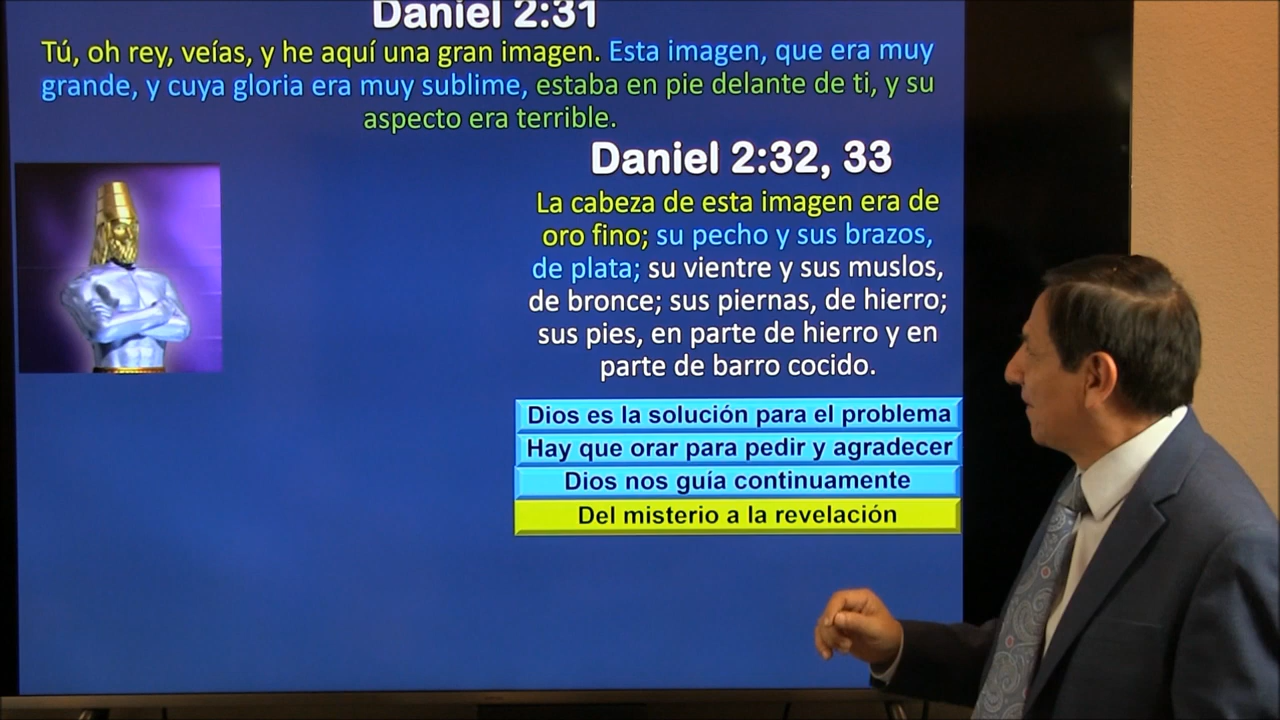 Daniel 2:31
Tú, oh rey, veías, y he aquí una gran imagen. Esta imagen, que era muy
grande, y cuya gloria era muy sublime, estaba en pie delante de ti, y su
aspecto era terrible.
Daniel 2:32, 33
La cabeza de esta imagen era de
oro fino; su pecho y sus brazos,
de plata; su vientre y sus muslos,
de bronce; sus piernas, de hierro;
sus pies, en parte de hierro y en
parte de barro cocido.
Dios es la solución para el problema
Hay que orar para pedir y agradecer
Dios nos guía continuamente
Del misterio a la revelación